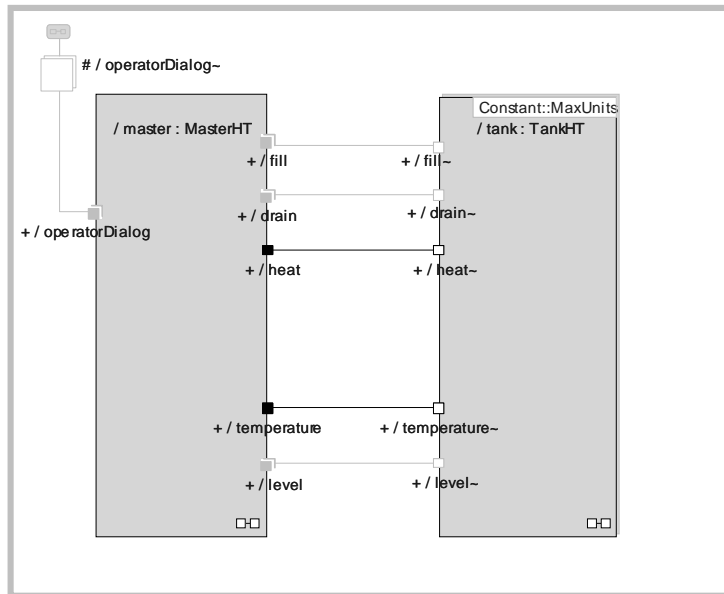 # / operatorDialog~
Constant::MaxUnits
/ master : MasterHT
/ tank : TankHT
+ / fill
+ / fill~
+ / drain
+ / drain~
+ / operatorDialog
+ / heat
+ / heat~
+ / temperature
+ / temperature~
+ / level
+ / level~